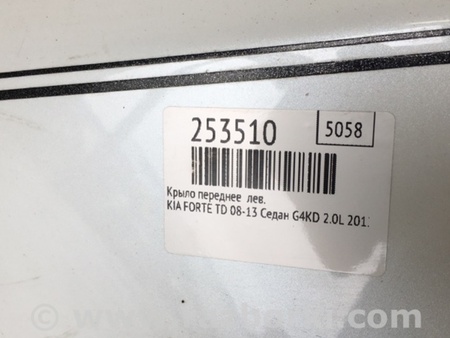 253510
5058
Крыло переднее лев.
KIA FORTE TD 08-13 Седан G4KD 2.0L 201